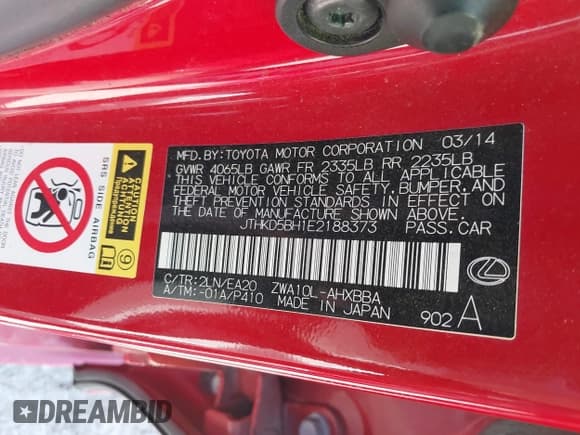 MFD. BY: TOYOTA MOTOR CORPORATION 03/14
GVWR 4065LB GAWR FR 2335LB RR 2235LB
THIS VEHICLE CONFORMS TO ALL APPLICABLE
FEDERAL MOTOR VEHICLE SAFETY, BUMPER, AND
THEFT PREVENTION STANDARDS IN EFFECT ON
THE DATE OF MANUFACTURE SHOWN ABOVE.
JTHKD5BH1E2188373 PASS. CAR
C/TR: 2LN/EA20 ZWA10L-AHXBBA
A/TM: -01A/P410 MADE IN JAPAN
902 A
SRS SIDE AIRBAG
9
DREAMBID